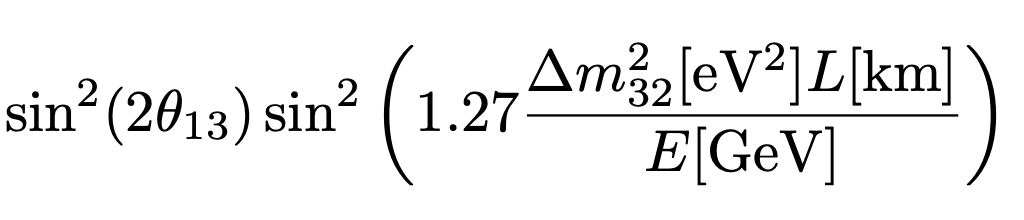 sin²(2θ₁₃) sin² (1.27 Δm²₃₂[eV²]L[km] / E[GeV])